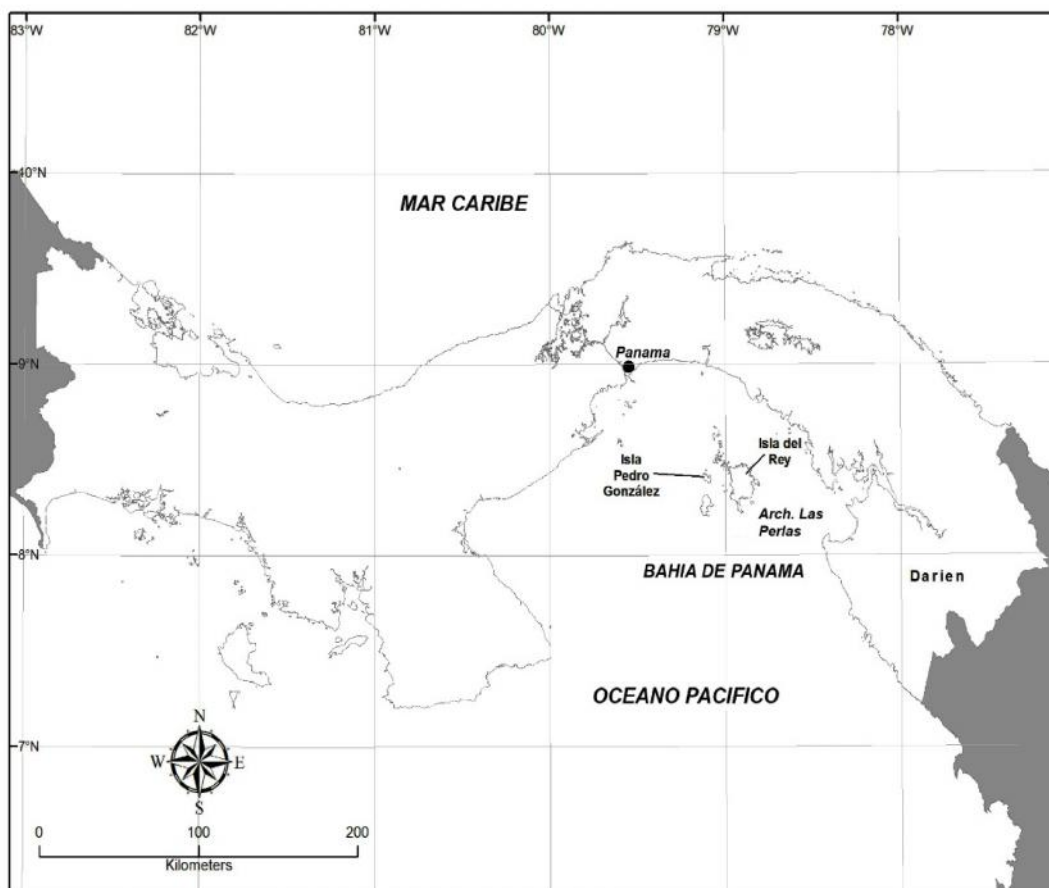 83°W
82°W
81°W
80°W
79°W
78°W
10°N
MAR CARIBE
9°N
Panama
Isla
Pedro
González
Isla del
Rey
Arch. Las
Perlas
8°N
BAHIA DE PANAMA
Darien
OCEANO PACIFICO
7°N
N
W
E
S
0
100
200
Kilometers